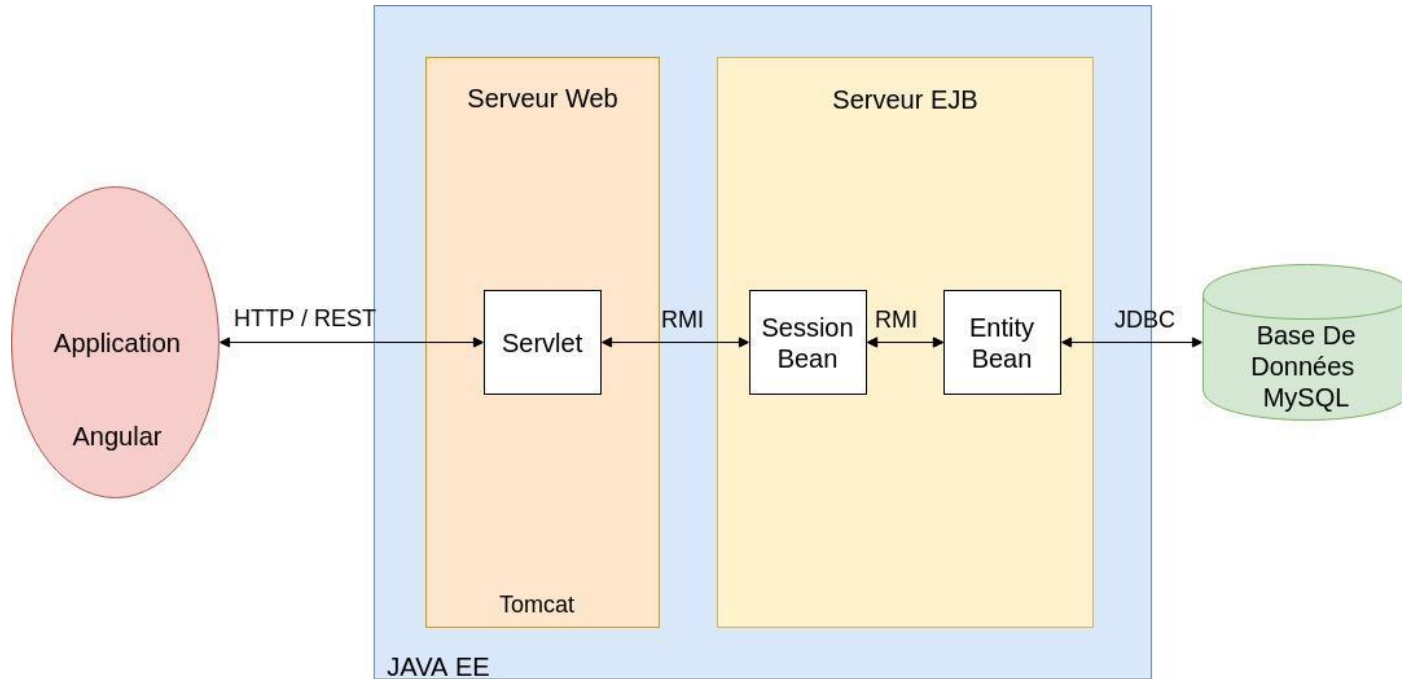 Serveur Web
Serveur EJB
Application
Angular
HTTP / REST
Servlet
RMI
Session
Bean
RMI
Entity
Bean
JDBC
Base De
Données
MySQL
Tomcat
JAVA EE